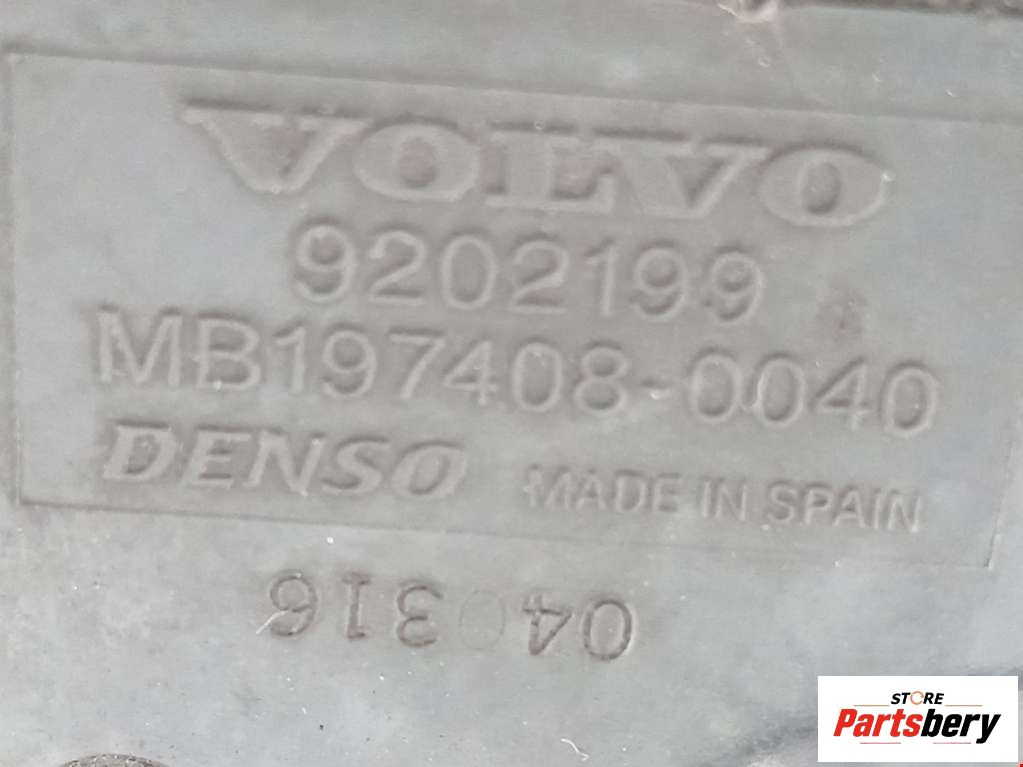 VOLVO
9202199
MB197408-0040
DENSO MADE IN SPAIN
040316
STORE
Partsbery